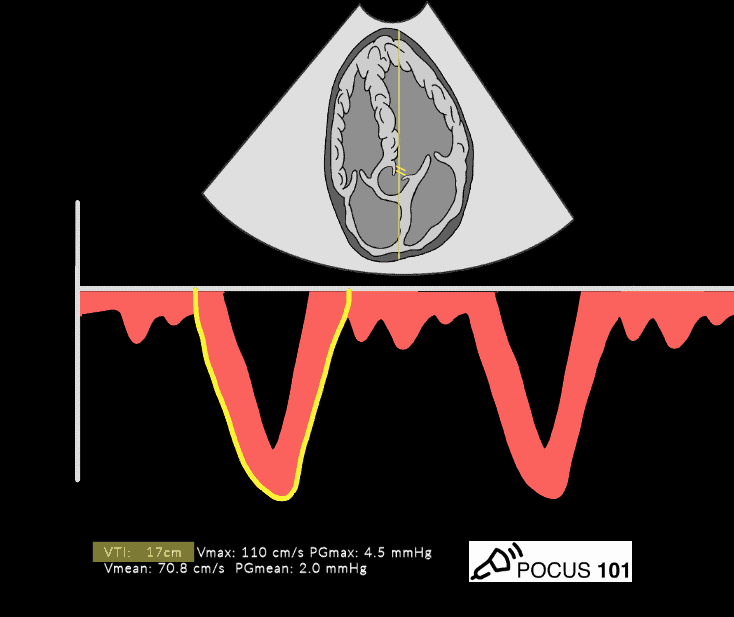 VTI: 17cm Vmax: 110 cm/s PGmax: 4.5 mmHg
Vmean: 70.8 cm/s PGmean: 2.0 mmHg
POCUS 101